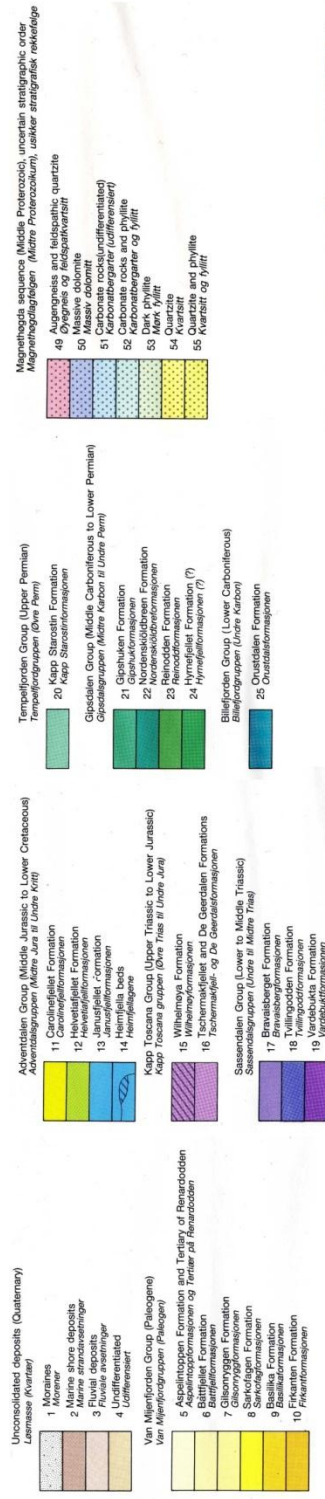 Unconsolidated deposits (Quaternary)
Løsmasse (Kvartær)
1 Moraines
Morener
2 Marine shore deposits
Marine strandavsetninger
3 Fluvial deposits
Fluviale avsetninger
4 Undifferentiated
Udifferensiert
Van Mijenfjorden Group (Paleogene)
Van Mijenfjordgruppen (Paleogen)
5 Aspelintoppen Formation and Tertiary of Renardodden
Aspelintoppformasjonen og Tertiær på Renardodden
6 Battfjellet Formation
Battfjellformasjonen
7 Gilsonryggen Formation
Gilsonryggformasjonen
8 Sarkofagen Formation
Sarkofagformasjonen
9 Basilika Formation
Basilikaformasjonen
10 Firkanten Formation
Firkantformasjonen
Adventdalen Group (Middle Jurassic to Lower Cretaceous)
Adventdalsgruppen (Midtre Jura til Undre Kritt)
11 Carolinefjellet Formation
Carolinefjellformasjonen
12 Helvetiafjellet Formation
Helvetiafjellformasjonen
13 Janusfjellet Formation
Janusfjellformasjonen
14 Heimfjella beds
Heimfjellagene
Kapp Toscana Group (Upper Triassic to Lower Jurassic)
Kapp Toscana gruppen (Øvre Trias til Undre Jura)
15 Wilhelmøya Formation
Wilhelmøyformasjonen
16 Tschermakfjellet and De Geerdalen Formations
Tschermakfjell- og De Geerdalsformasjonen
Sassendalen Group (Lower to Middle Triassic)
Sassendalsgruppen (Undre til Midtre Trias)
17 Bravaisberget Formation
Bravaisbergformasjonen
18 Tvillingodden Formation
Tvillingoddformasjonen
19 Vardebukta Formation
Vardebuktformasjonen
Tempelfjorden Group (Upper Permian)
Tempelfjordgruppen (Øvre Perm)
20 Kapp Starostin Formation
Kapp Starostinformasjonen
Gipsdalen Group (Middle Carboniferous to Lower Permian)
Gipsdalsgruppen (Midtre Karbon til Undre Perm)
21 Gipshuken Formation
Gipshukformasjonen
22 Nordenskiöldbreen Formation
Nordenskiöldbreformasjonen
23 Reinodden Formation
Reinoddformasjonen
24 Hyrnefjellet Formation (?)
Hyrnefjellformasjonen (?)
Billefjorden Group ( Lower Carboniferous)
Billefjordgruppen (Undre Karbon)
25 Orustdalen Formation
Orustdalsformasjonen
Magnethøgda sequence (Middle Proterozoic), uncertain stratigraphic order
Magnethøgdlagfølgen (Midtre Proterozoikum), usikker stratigrafisk rekkefølge
49 Augengneiss and feldspathic quartzite
Øyegneis og feldspatkvartsitt
50 Massive dolomite
Massiv dolomitt
51 Carbonate rocks(undifferentiated)
Karbonatbergarter (udifferensiert)
52 Carbonate rocks and phyllite
Karbonatbergarter og fyllitt
53 Dark phyllite
Mørk fyllitt
54 Quartzite
Kvartsitt
55 Quartzite and phyllite
Kvartsitt og fyllitt